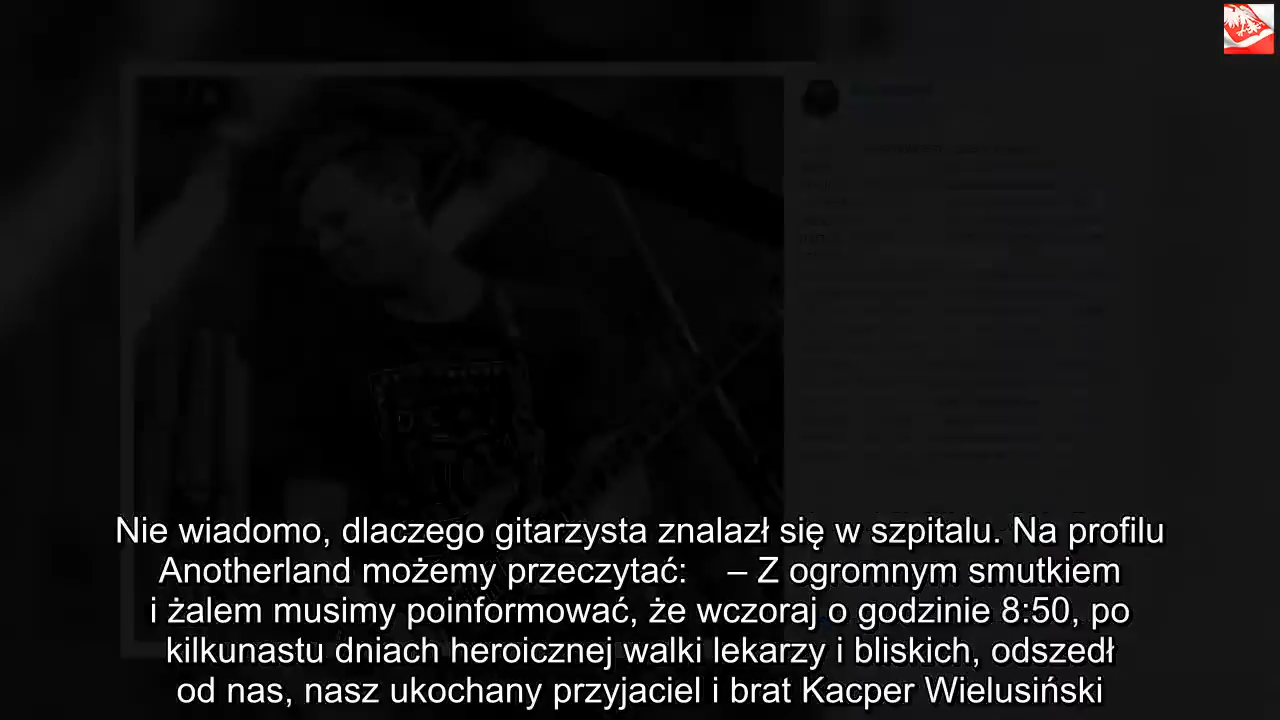 Nie wiadomo, dlaczego gitarzysta znalazł się w szpitalu. Na profilu
Anotherland możemy przeczytać: – Z ogromnym smutkiem
i żalem musimy poinformować, że wczoraj o godzinie 8:50, po
kilkunastu dniach heroicznej walki lekarzy i bliskich, odszedł
od nas, nasz ukochany przyjaciel i brat Kacper Wielusiński